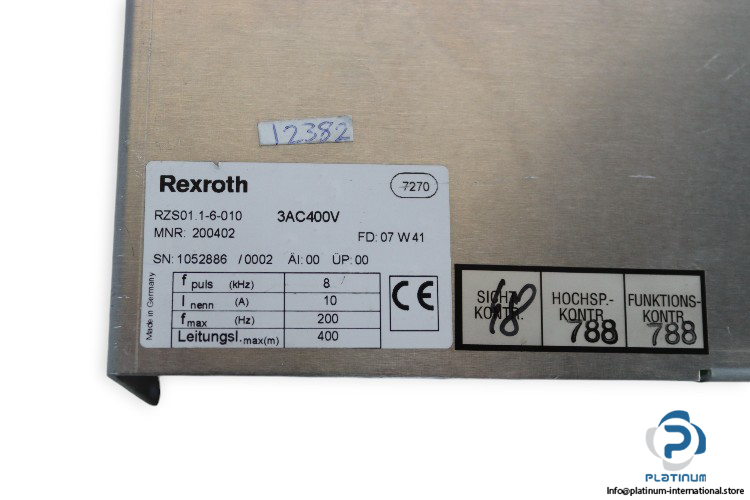 12382
Rexroth
7270
RZS01.1-6-010 3AC400V
MNR: 200402 FD: 07 W 41
SN: 1052886 /0002 ÄI: 00 ÜP: 00
Made in Germany
f puls (kHz) 8
I nenn (A) 10
f max (Hz) 200
Leitungsl. max(m) 400
CE
SICHT- HOCHSP.- FUNKTIONS-
KONTR. KONTR. KONTR.
18 788 788
PLATINUM
Info@platinum-international.store